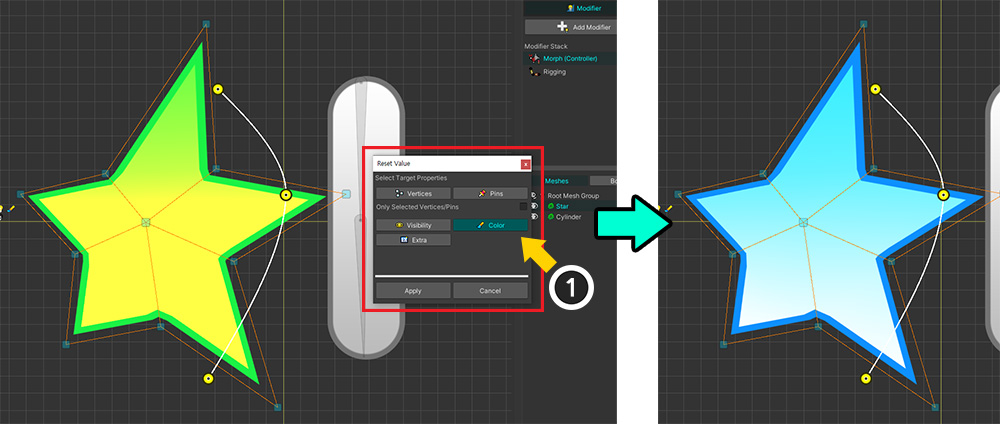 Modifier
Add Modifier
Modifier Stack
Morph (Controller)
Rigging
Reset Value
x
Select Target Properties
Vertices
Pins
Only Selected Vertices/Pins
Visibility
Color
Extra
Apply
Cancel
Meshes
Bo
Root Mesh Group
Star
Cylinder
1